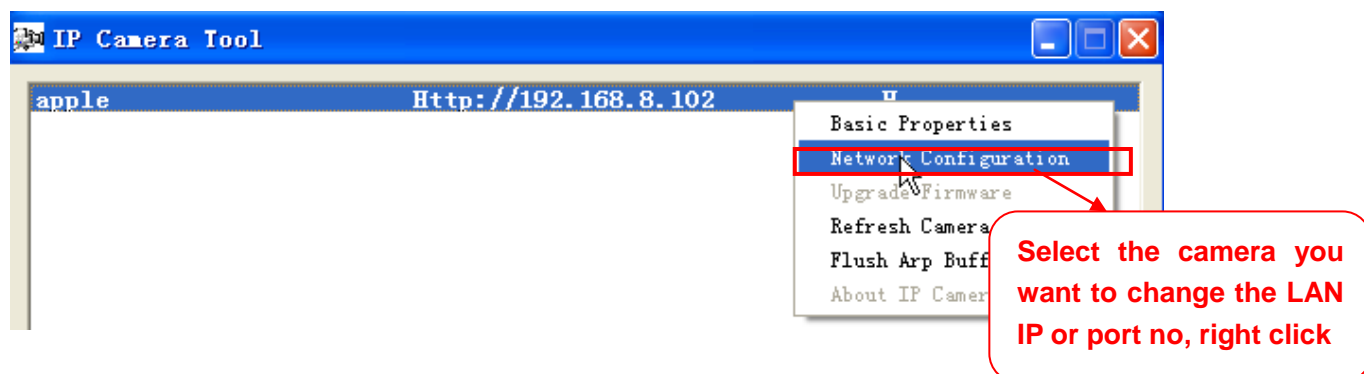 IP Camera Tool
apple Http://192.168.8.102
Basic Properties
Network Configuration
Upgrade Firmware
Refresh Camera
Flush Arp Buff
About IP Camer
Select the camera you
want to change the LAN
IP or port no, right click